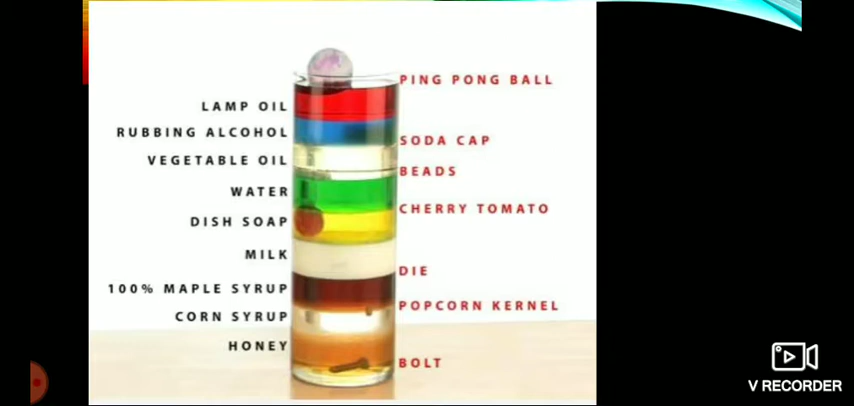 PING PONG BALL
LAMP OIL
RUBBING ALCOHOL
SODA CAP
VEGETABLE OIL
BEADS
WATER
CHERRY TOMATO
DISH SOAP
MILK
DIE
100% MAPLE SYRUP
POPCORN KERNEL
CORN SYRUP
HONEY
BOLT
V RECORDER